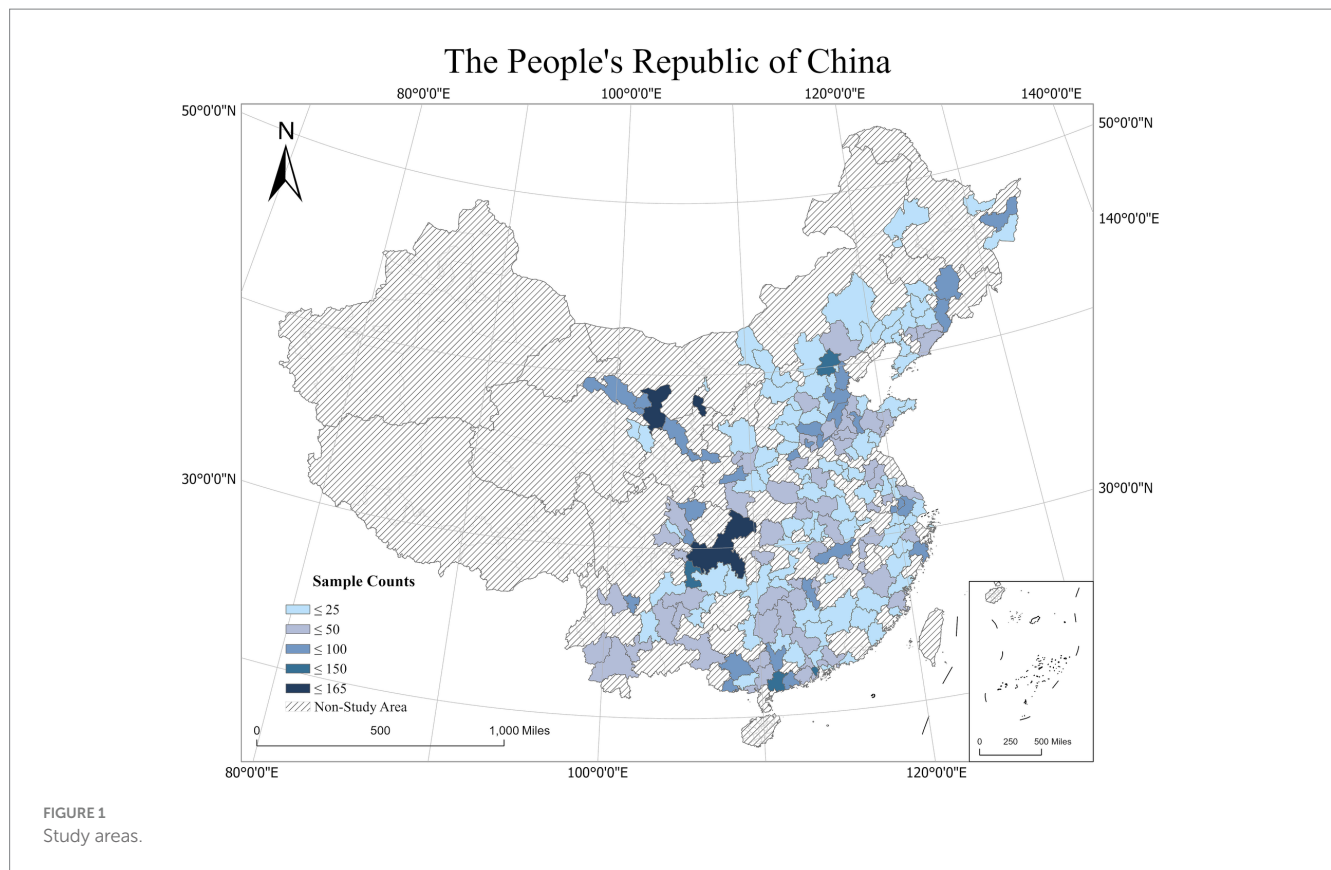 The People's Republic of China
80°0'0"E 100°0'0"E 120°0'0"E 140°0'0"E
50°0'0"N 50°0'0"N
N
140°0'0"E
30°0'0"N 30°0'0"N
Sample Counts
≤ 25
≤ 50
≤ 100
≤ 150
≤ 165
Non-Study Area
0 500 1,000 Miles
0 250 500 Miles
80°0'0"E 100°0'0"E 120°0'0"E
FIGURE 1
Study areas.